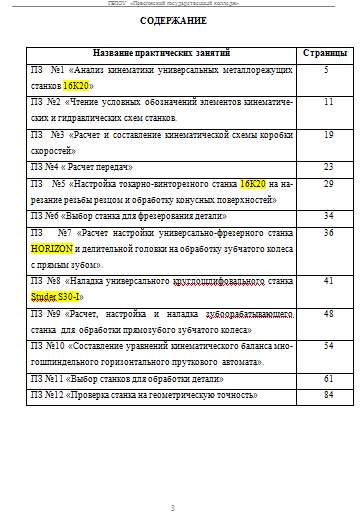 ГБПОУ «Поволжский государственный колледж»
СОДЕРЖАНИЕ
Название практических занятий Страницы
ПЗ №1 «Анализ кинематики универсальных металлорежущих 5
станков 16К20»
ПЗ №2 «Чтение условных обозначений элементов кинематиче- 11
ских и гидравлических схем станков.
ПЗ №3 «Расчет и составление кинематической схемы коробки 19
скоростей»
ПЗ №4 « Расчет передач» 23
ПЗ №5 «Настройка токарно-винторезного станка 16К20 на на- 29
резание резьбы резцом и обработку конусных поверхностей»
ПЗ №6 «Выбор станка для фрезерования детали» 34
ПЗ №7 «Расчет настройки универсально-фрезерного станка 36
HORIZON и делительной головки на обработку зубчатого колеса
с прямым зубом».
ПЗ №8 «Наладка универсального круглошлифовального станка 41
Studer S30-I»
ПЗ №9 «Расчет, настройка и наладка зубообрабатывающего 48
станка для обработки прямозубого зубчатого колеса»
ПЗ №10 «Составление уравнений кинематического баланса мно- 54
гошпиндельного горизонтального пруткового автомата».
ПЗ №11 «Выбор станков для обработки детали» 61
ПЗ №12 «Проверка станка на геометрическую точность» 84
3